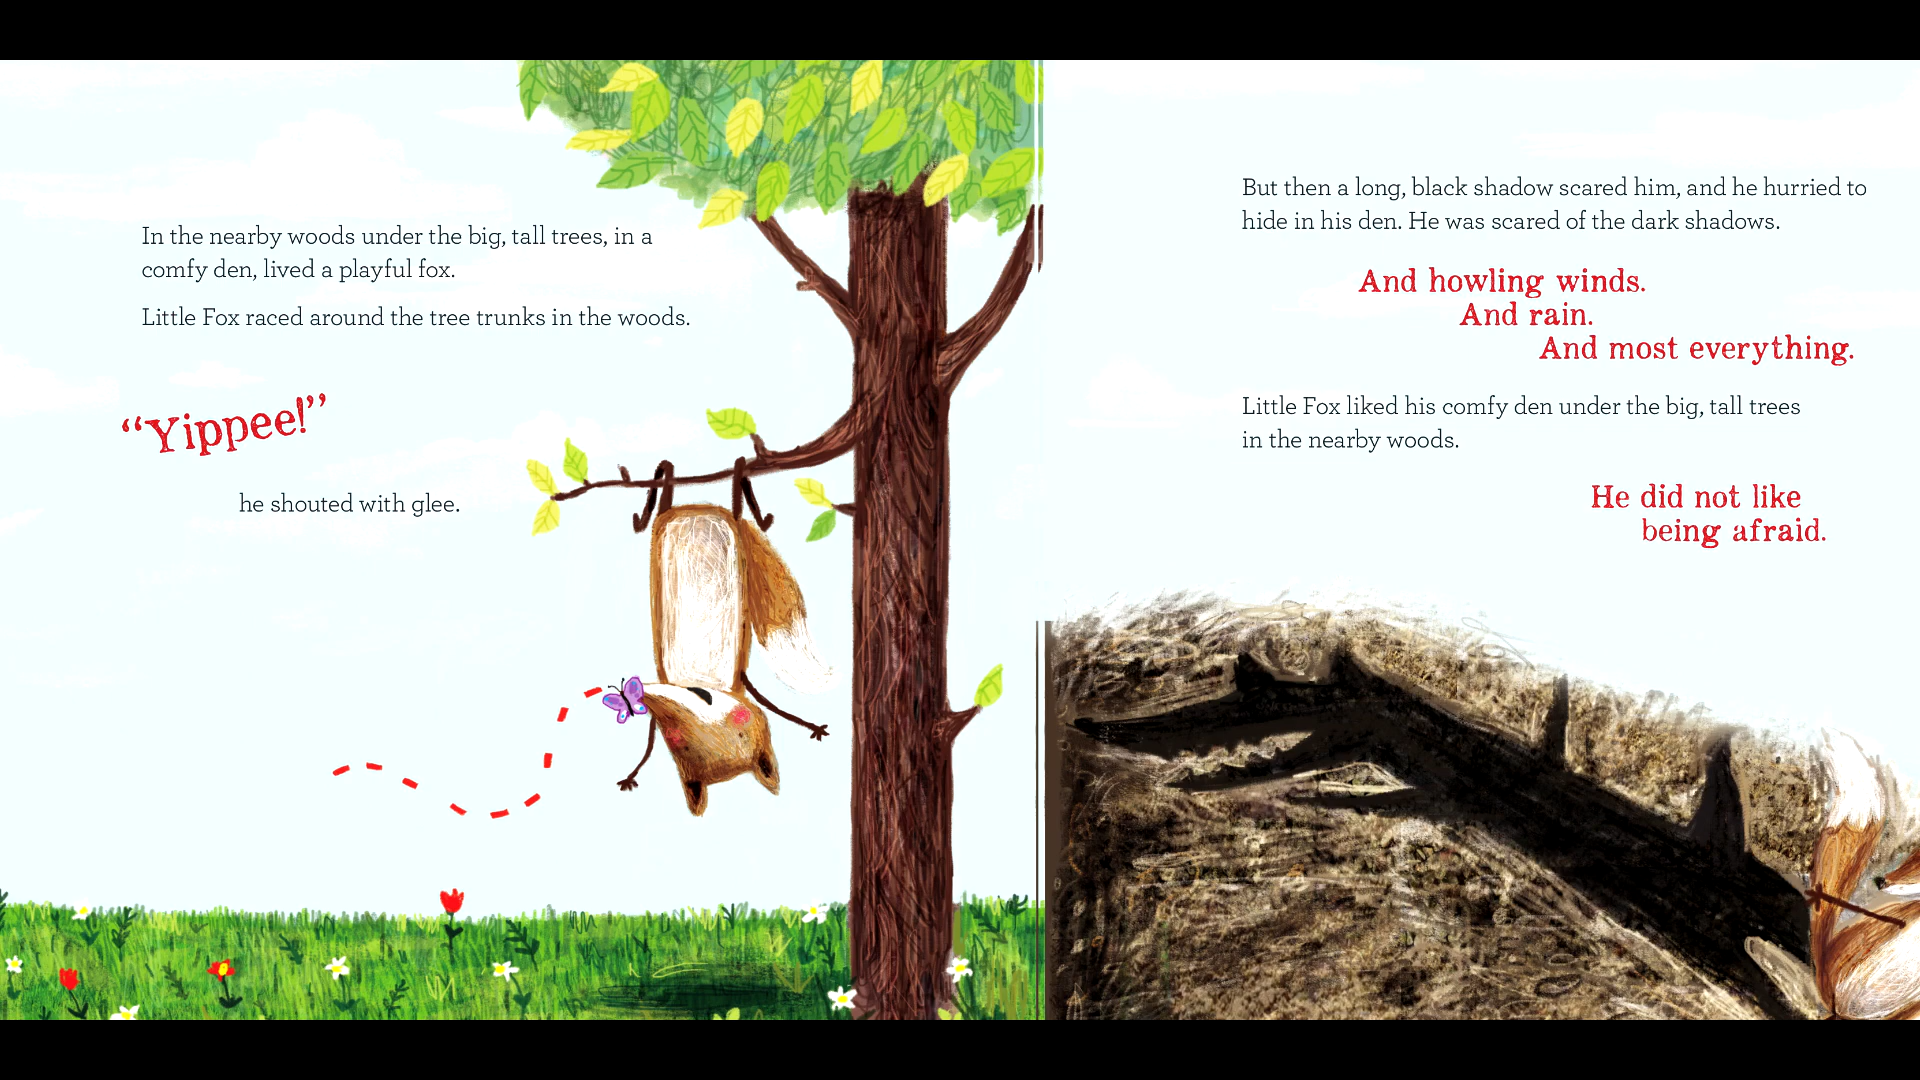 In the nearby woods under the big, tall trees, in a
comfy den, lived a playful fox.
Little Fox raced around the tree trunks in the woods.
“Yippee!”
he shouted with glee.
But then a long, black shadow scared him, and he hurried to
hide in his den. He was scared of the dark shadows.
And howling winds.
And rain.
And most everything.
Little Fox liked his comfy den under the big, tall trees
in the nearby woods.
He did not like
being afraid.